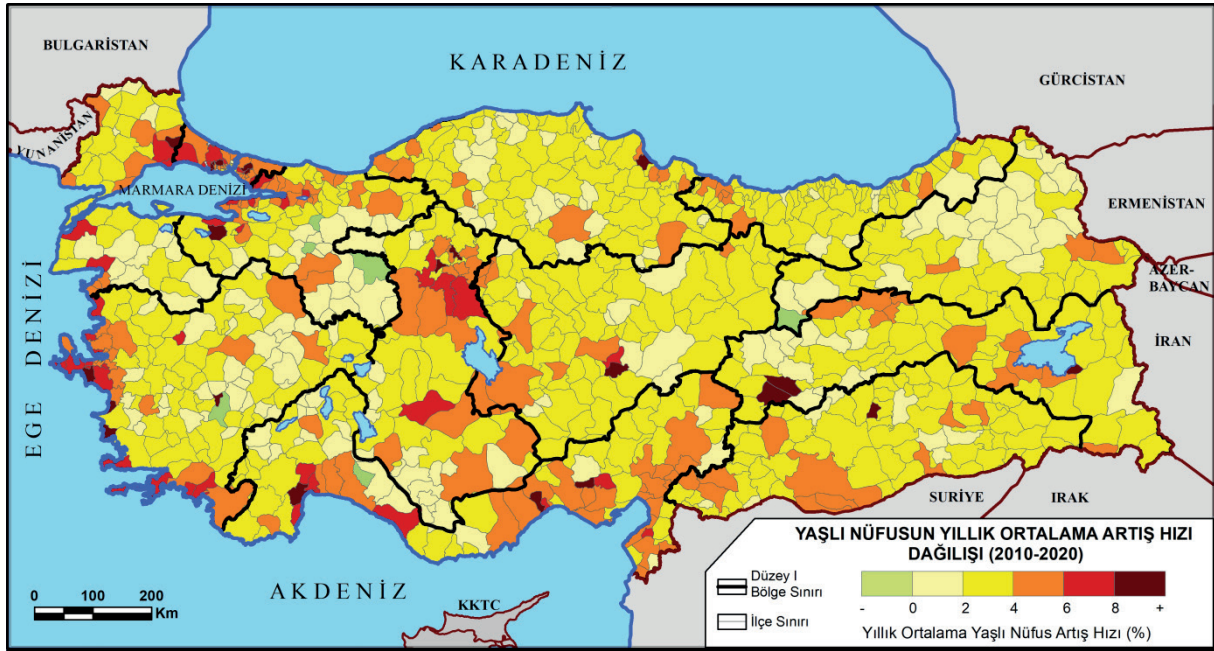 BULGARİSTAN
KARADENİZ
GÜRCİSTAN
YUNANİSTAN
MARMARA DENİZİ
ERMENİSTAN
AZER-
BAYCAN
İRAN
EGE DENİZİ
SURİYE
IRAK
AKDENİZ
KKTC
0 100 200
Km
YAŞLI NÜFUSUN YILLIK ORTALAMA ARTIŞ HIZI
DAĞILIŞI (2010-2020)
Düzey I
Bölge Sınırı
İlçe Sınırı
- 0 2 4 6 8 +
Yıllık Ortalama Yaşlı Nüfus Artış Hızı (%)